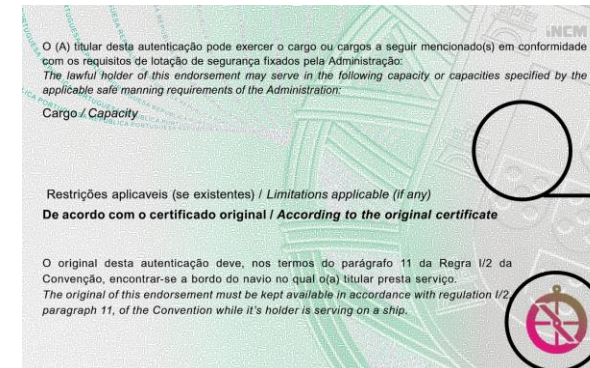 INCM
O (A) titular desta autenticação pode exercer o cargo ou cargos a seguir mencionado(s) em conformidade
com os requisitos de lotação de segurança fixados pela Administração:
The lawful holder of this endorsement may serve in the following capacity or capacities specified by the
applicable safe manning requirements of the Administration:
Cargo / Capacity
Restrições aplicaveis (se existentes) / Limitations applicable (if any)
De acordo com o certificado original / According to the original certificate
O original desta autenticação deve, nos termos do parágrafo 11 da Regra I/2 da
Convenção, encontrar-se a bordo do navio no qual o(a) titular presta serviço.
The original of this endorsement must be kept available in accordance with regulation I/2,
paragraph 11, of the Convention while it's holder is serving on a ship.